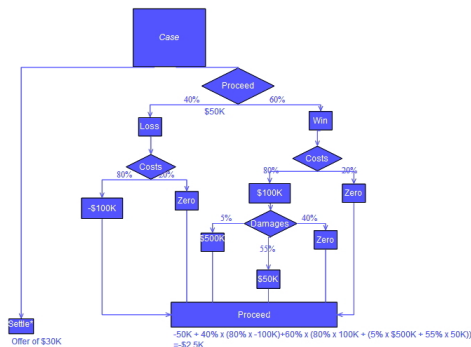 Case
Proceed
40%
60%
$50K
Loss
Win
Costs
Costs
80%
20%
80%
20%
-$100K
Zero
$100K
Zero
Damages
5%
40%
$500K
Zero
55%
$50K
Proceed
Settle*
Offer of $30K
-50K + 40% x (80% x -100K)+60% x (80% x 100K + (5% x $500K + 55% x 50K))
=-$2.5K